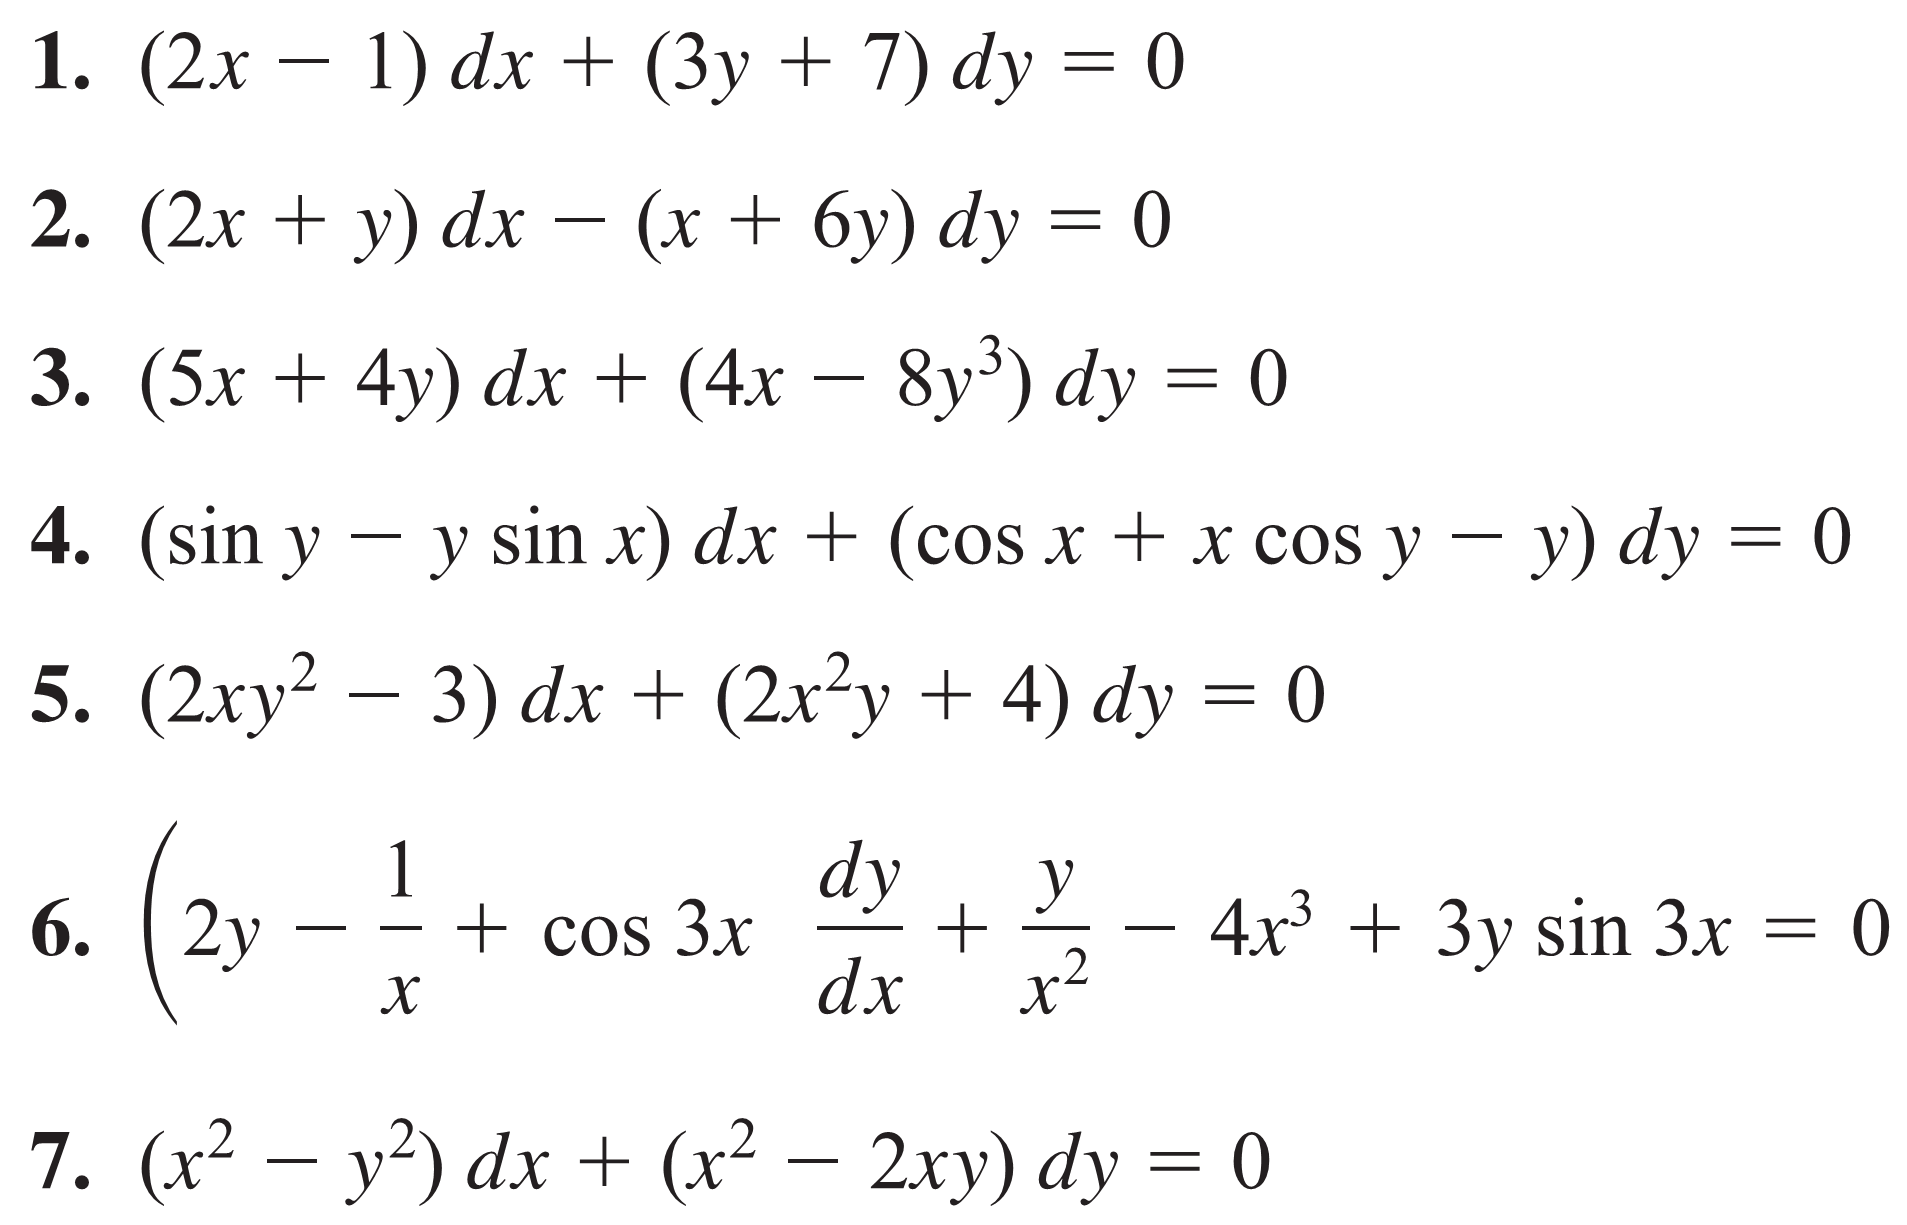 1. (2x − 1) dx + (3y + 7) dy = 0
2. (2x + y) dx − (x + 6y) dy = 0
3. (5x + 4y) dx + (4x − 8y³) dy = 0
4. (sin y − y sin x) dx + (cos x + x cos y − y) dy = 0
5. (2xy² − 3) dx + (2x²y + 4) dy = 0
6. (2y − 1/x + cos 3x dy/dx + y/x² − 4x³ + 3y sin 3x = 0
7. (x² − y²) dx + (x² − 2xy) dy = 0